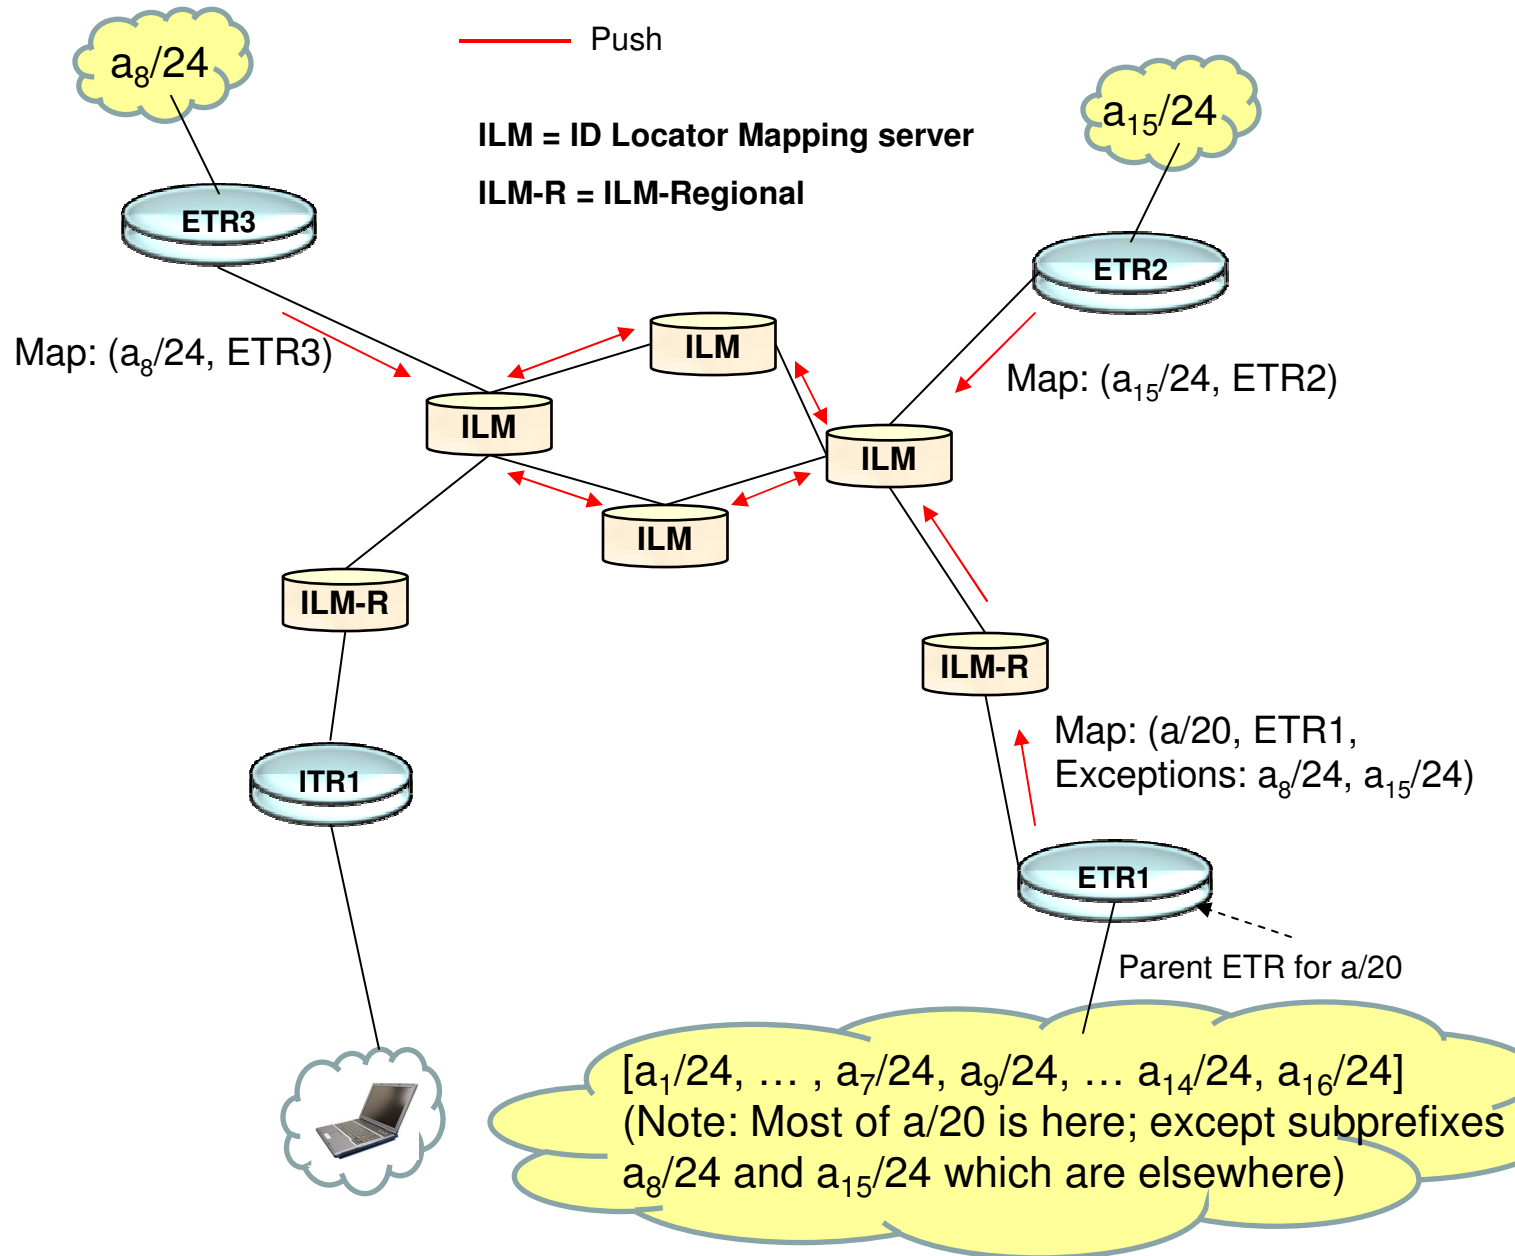 a₈/24
Push
ILM = ID Locator Mapping server
ILM-R = ILM-Regional
a₁₅/24
ETR3
ETR2
Map: (a₈/24, ETR3)
ILM
Map: (a₁₅/24, ETR2)
ILM
ILM
ILM
ILM-R
ILM-R
Map: (a/20, ETR1,
Exceptions: a₈/24, a₁₅/24)
ITR1
ETR1
Parent ETR for a/20
[a₁/24, … , a₇/24, a₉/24, … a₁₄/24, a₁₆/24]
(Note: Most of a/20 is here; except subprefixes
a₈/24 and a₁₅/24 which are elsewhere)